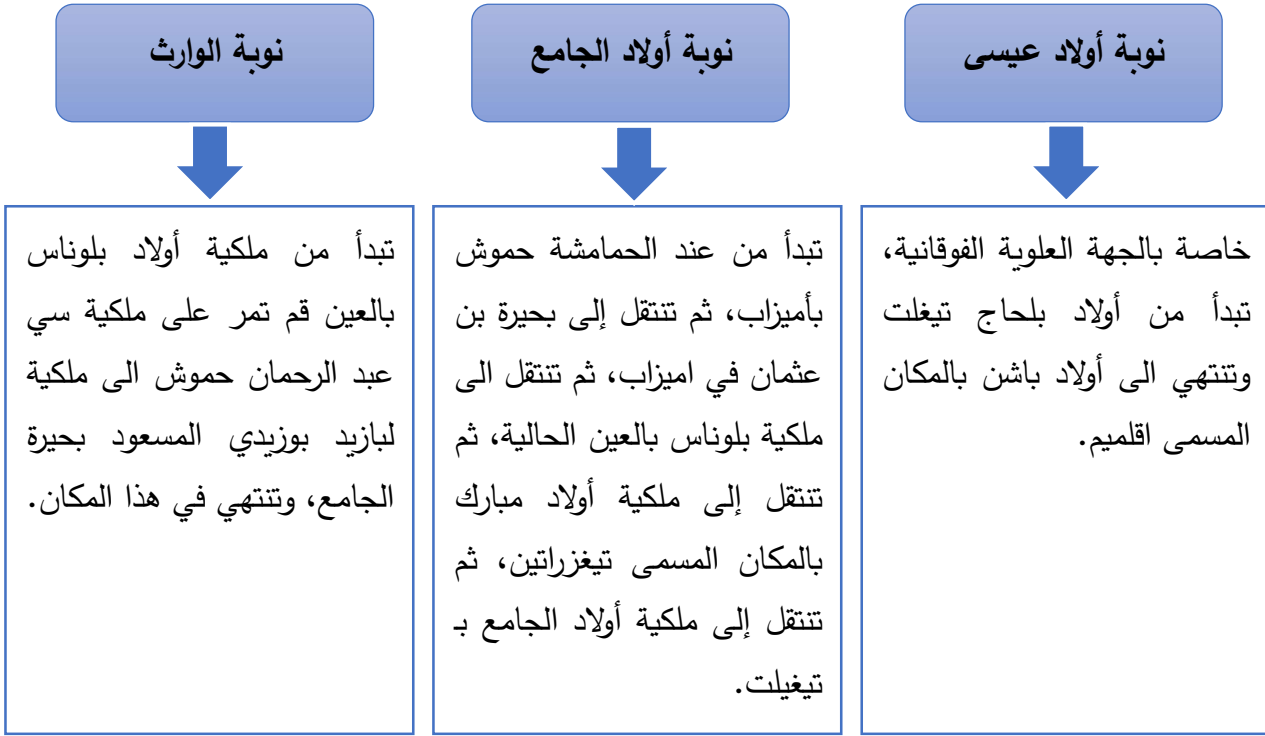 نوبة أولاد عيسى
خاصة بالجهة العلوية الفوقانية،
تبدأ من أولاد بلحاج تيغلت
وتنتهي الى أولاد باشن بالمكان
المسمى اقلميم.
نوبة أولاد الجامع
تبدأ من عند الحمامشة حموش
بأميزاب، ثم تنتقل إلى بحيرة بن
عثمان في اميزاب، ثم تنتقل الى
ملكية بلوناس بالعين الحالية، ثم
تنتقل إلى ملكية أولاد مبارك
بالمكان المسمى تيغزراتين، ثم
تنتقل إلى ملكية أولاد الجامع بـ
تيغيلت.
نوبة الوارث
تبدأ من ملكية أولاد بلوناس
بالعين قم تمر على ملكية سي
عبد الرحمان حموش الى ملكية
لبازيد بوزيدي المسعود بحيرة
الجامع، وتنتهي في هذا المكان.